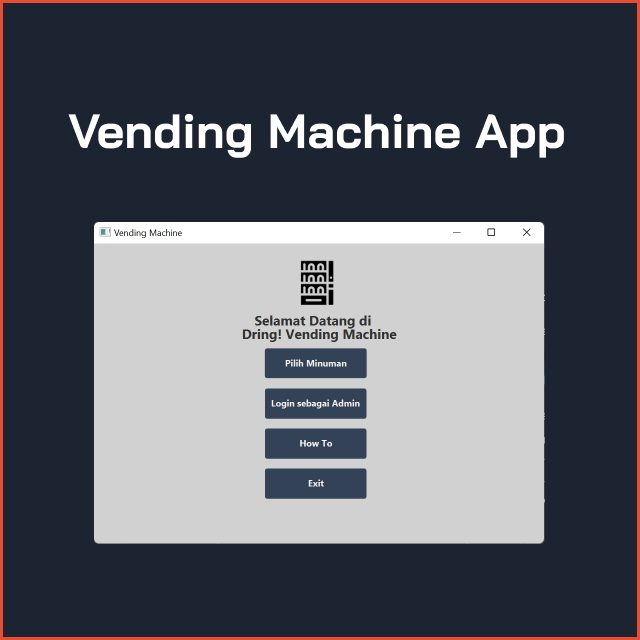 Vending Machine App
Vending Machine
Selamat Datang di
Dring! Vending Machine
Pilih Minuman
Login sebagai Admin
How To
Exit